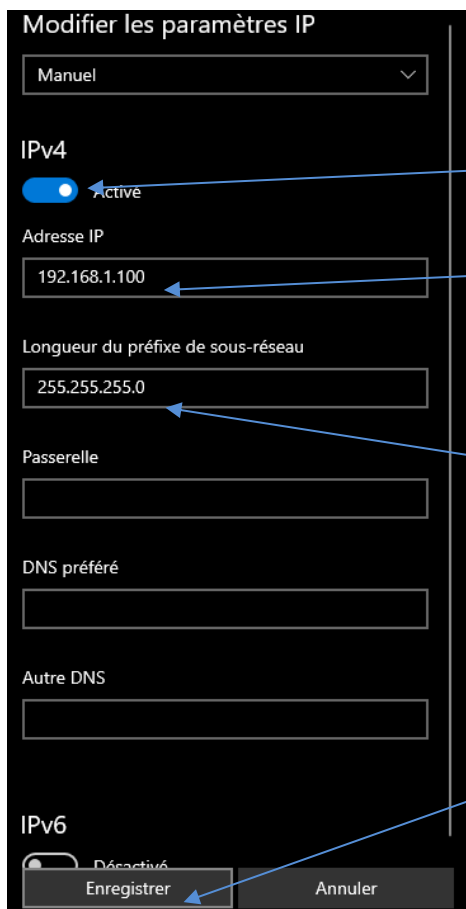 Modifier les paramètres IP
Manuel
IPv4
Activé
Adresse IP
192.168.1.100
Longueur du préfixe de sous-réseau
255.255.255.0
Passerelle
DNS préféré
Autre DNS
IPv6
Désactivé
Enregistrer Annuler